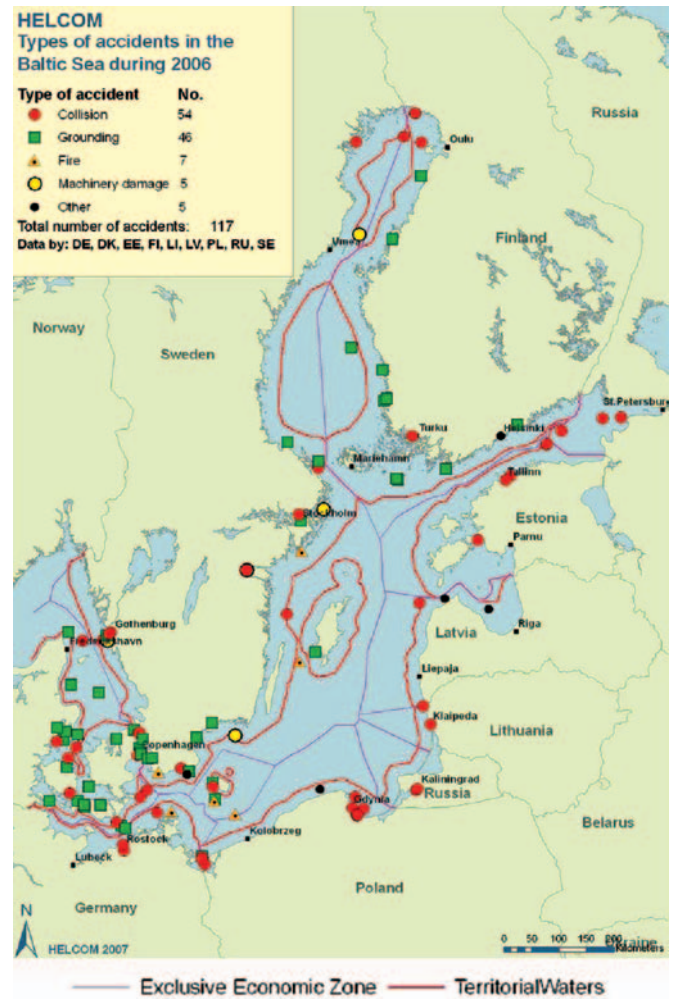 HELCOM
Types of accidents in the
Baltic Sea during 2006
Type of accident No.
Collision 54
Grounding 46
Fire 7
Machinery damage 5
Other 5
Total number of accidents: 117
Data by: DE, DK, EE, FI, LI, LV, PL, RU, SE
Russia
Oulu
Umea
Finland
Norway
Sweden
St.Petersburg
Turku
Helsinki
Mariehamn
Tallinn
Stockholm
Estonia
Parnu
Gothenburg
Frederikshavn
Riga
Latvia
Liepaja
Klaipeda
Lithuania
Copenhagen
Kaliningrad
Russia
Gdynia
Belarus
Kolobrzeg
Rostock
Lubeck
Poland
Germany
N
0 50 100 150 200
Kilometers
Ukraine
HELCOM 2007
Exclusive Economic Zone TerritorialWaters